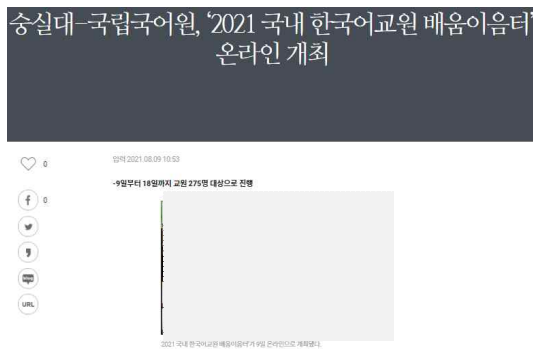 숭실대-국립국어원, ‘2021 국내 한국어교원 배움이음터’
온라인 개최
0
입력 2021.08.09 10:53
-9일부터 18일까지 교원 275명 대상으로 진행
0
URL
2021 국내 한국어교원 배움이음터'가 9일 온라인으로 개최됐다.